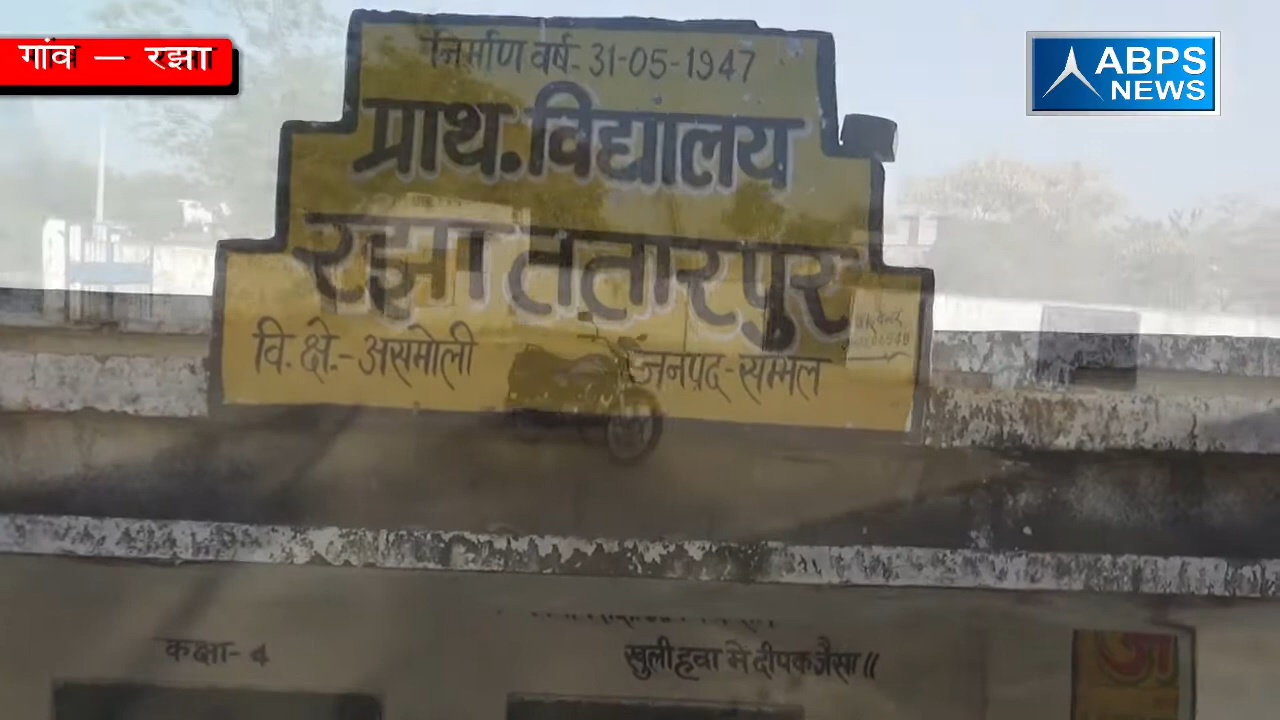 गांव – रझा
ABPS
NEWS
निर्माण वर्ष- 31-05-1947
प्राथ. विद्यालय
रझा ततारपुर
वि. क्षे.- असमोली जनपद-सम्भल
कक्षा- 4
खुली हवा मे दीपक जैसा॥